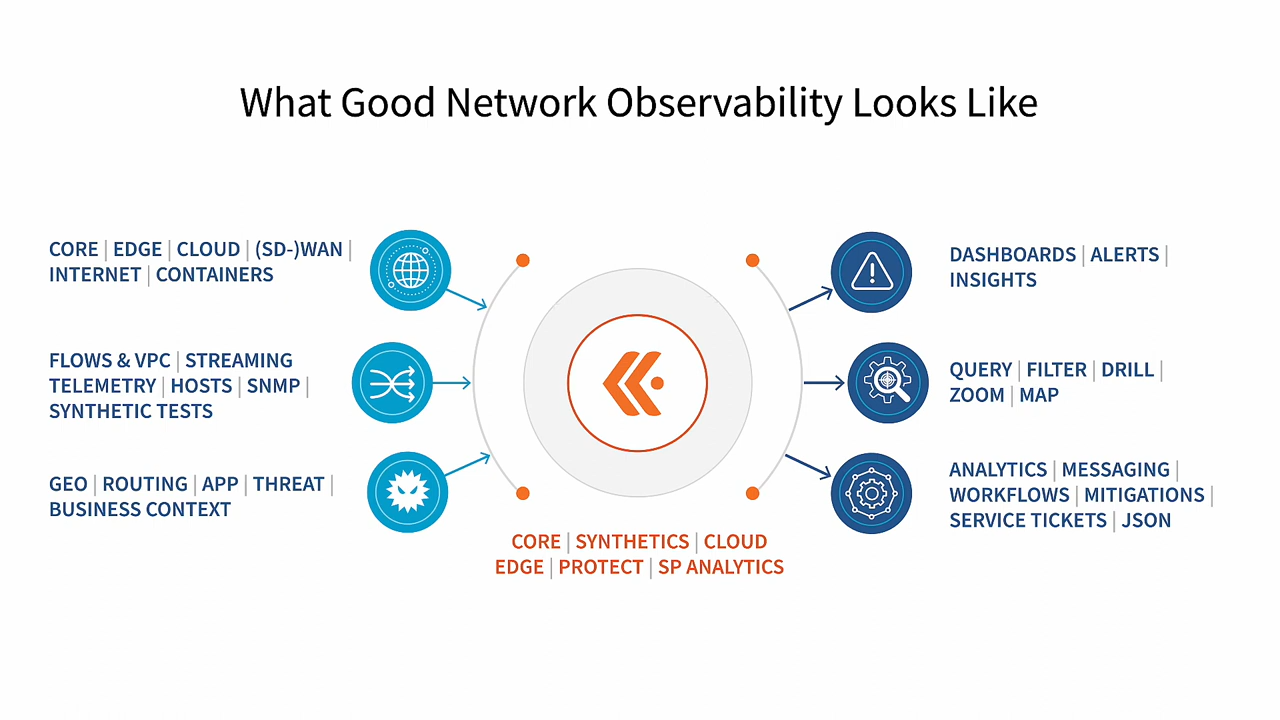 What Good Network Observability Looks Like
CORE | EDGE | CLOUD | (SD-)WAN |
INTERNET | CONTAINERS
FLOWS & VPC | STREAMING
TELEMETRY | HOSTS | SNMP |
SYNTHETIC TESTS
GEO | ROUTING | APP | THREAT |
BUSINESS CONTEXT
CORE | SYNTHETICS | CLOUD
EDGE | PROTECT | SP ANALYTICS
DASHBOARDS | ALERTS |
INSIGHTS
QUERY | FILTER | DRILL |
ZOOM | MAP
ANALYTICS | MESSAGING |
WORKFLOWS | MITIGATIONS |
SERVICE TICKETS | JSON